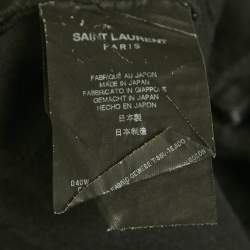 SAINT LAURENT
PARIS
FABRIQUÉ AU JAPON
MADE IN JAPAN
FABBRICATO IN GIAPPONE
GEMACHT IN JAPAN
HECHO EN JAPÓN
日本製
日本制造